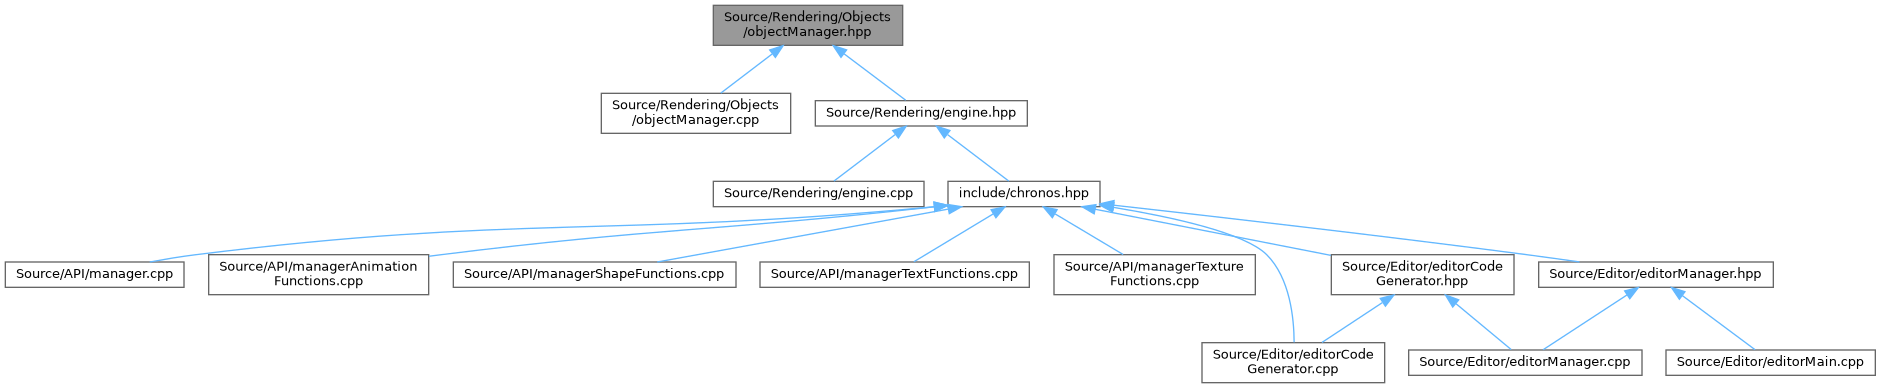 Source/Rendering/Objects
/objectManager.hpp
Source/Rendering/Objects
/objectManager.cpp
Source/Rendering/engine.hpp
Source/Rendering/engine.cpp
include/chronos.hpp
Source/API/manager.cpp
Source/API/managerAnimation
Functions.cpp
Source/API/managerShapeFunctions.cpp
Source/API/managerTextFunctions.cpp
Source/API/managerTexture
Functions.cpp
Source/Editor/editorCode
Generator.hpp
Source/Editor/editorManager.hpp
Source/Editor/editorCode
Generator.cpp
Source/Editor/editorManager.cpp
Source/Editor/editorMain.cpp